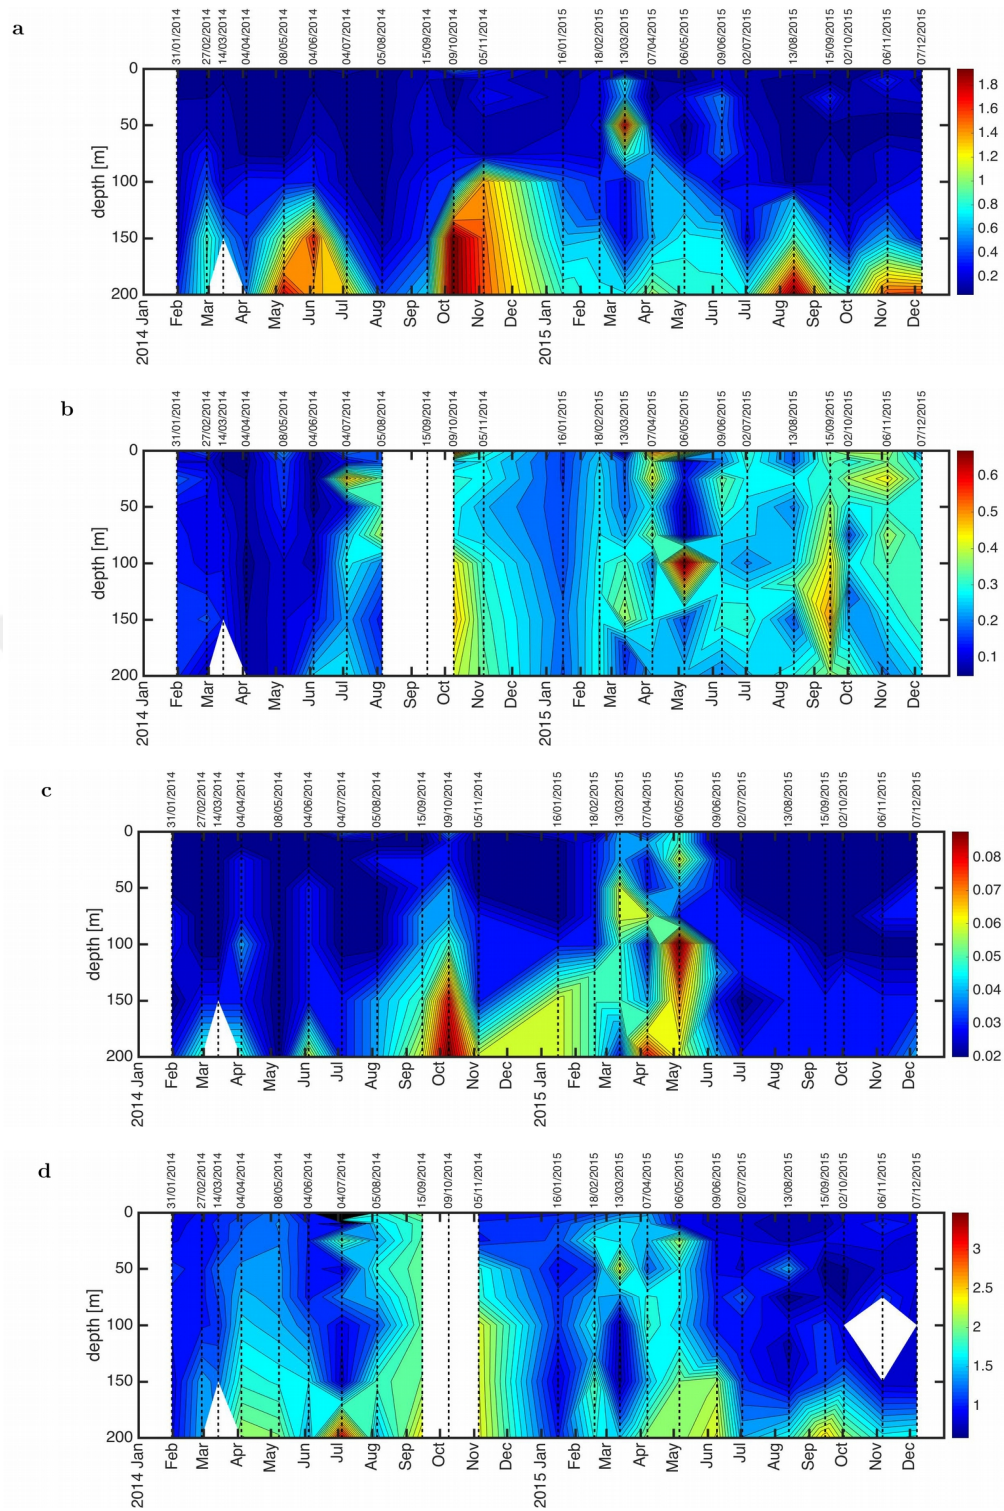 a
31/01/2014 27/02/2014 14/03/2014 04/04/2014 08/05/2014 04/06/2014 04/07/2014 05/08/2014 15/09/2014 09/10/2014 05/11/2014 16/01/2015 18/02/2015 13/03/2015 07/04/2015 06/05/2015 09/06/2015 02/07/2015 13/08/2015 15/09/2015 02/10/2015 06/11/2015 07/12/2015
depth [m]
0
50
100
150
200
2014 Jan Feb Mar Apr May Jun Jul Aug Sep Oct Nov Dec 2015 Jan Feb Mar Apr May Jun Jul Aug Sep Oct Nov Dec
1.8
1.6
1.4
1.2
1
0.8
0.6
0.4
0.2
b
31/01/2014 27/02/2014 14/03/2014 04/04/2014 08/05/2014 04/06/2014 04/07/2014 05/08/2014 15/09/2014 09/10/2014 05/11/2014 16/01/2015 18/02/2015 13/03/2015 07/04/2015 06/05/2015 09/06/2015 02/07/2015 13/08/2015 15/09/2015 02/10/2015 06/11/2015 07/12/2015
depth [m]
0
50
100
150
200
2014 Jan Feb Mar Apr May Jun Jul Aug Sep Oct Nov Dec 2015 Jan Feb Mar Apr May Jun Jul Aug Sep Oct Nov Dec
0.6
0.5
0.4
0.3
0.2
0.1
c
31/01/2014 27/02/2014 14/03/2014 04/04/2014 08/05/2014 04/06/2014 04/07/2014 05/08/2014 15/09/2014 09/10/2014 05/11/2014 16/01/2015 18/02/2015 13/03/2015 07/04/2015 06/05/2015 09/06/2015 02/07/2015 13/08/2015 15/09/2015 02/10/2015 06/11/2015 07/12/2015
depth [m]
0
50
100
150
200
2014 Jan Feb Mar Apr May Jun Jul Aug Sep Oct Nov Dec 2015 Jan Feb Mar Apr May Jun Jul Aug Sep Oct Nov Dec
0.08
0.07
0.06
0.05
0.04
0.03
0.02
d
31/01/2014 27/02/2014 14/03/2014 04/04/2014 08/05/2014 04/06/2014 04/07/2014 05/08/2014 15/09/2014 09/10/2014 05/11/2014 16/01/2015 18/02/2015 13/03/2015 07/04/2015 06/05/2015 09/06/2015 02/07/2015 13/08/2015 15/09/2015 02/10/2015 06/11/2015 07/12/2015
depth [m]
0
50
100
150
200
2014 Jan Feb Mar Apr May Jun Jul Aug Sep Oct Nov Dec 2015 Jan Feb Mar Apr May Jun Jul Aug Sep Oct Nov Dec
3
2.5
2
1.5
1